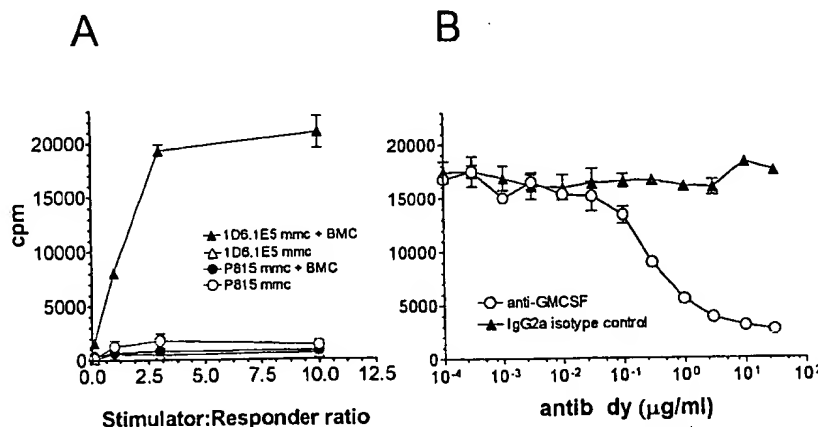 A
B
cpm
20000
15000
10000
5000
0
▲ 1D6.1E5 mmc + BMC
△ 1D6.1E5 mmc
● P815 mmc + BMC
○ P815 mmc
0.0 2.5 5.0 7.5 10.0 12.5
Stimulator:Responder ratio
20000
15000
10000
5000
0
○ anti-GMCSF
▲ IgG2a isotype control
10⁻⁴ 10⁻³ 10⁻² 10⁻¹ 10⁰ 10¹ 10²
antib dy (μg/ml)